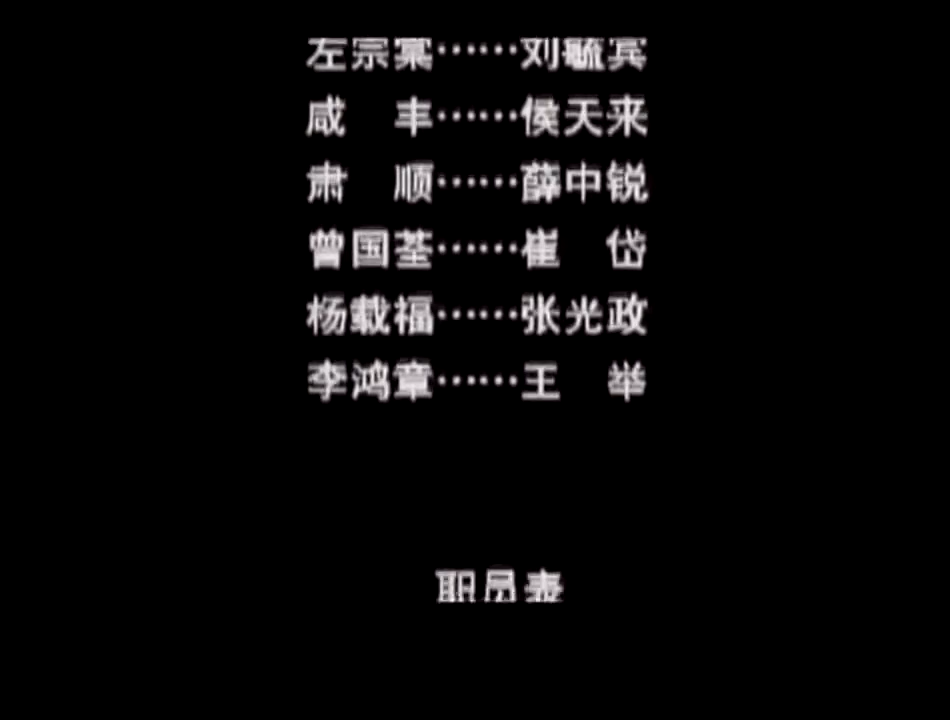 左宗棠……刘毓宾
咸　丰……侯天来
肃　顺……薛中锐
曾国荃……崔　岱
杨载福……张光政
李鸿章……王　举
职员表